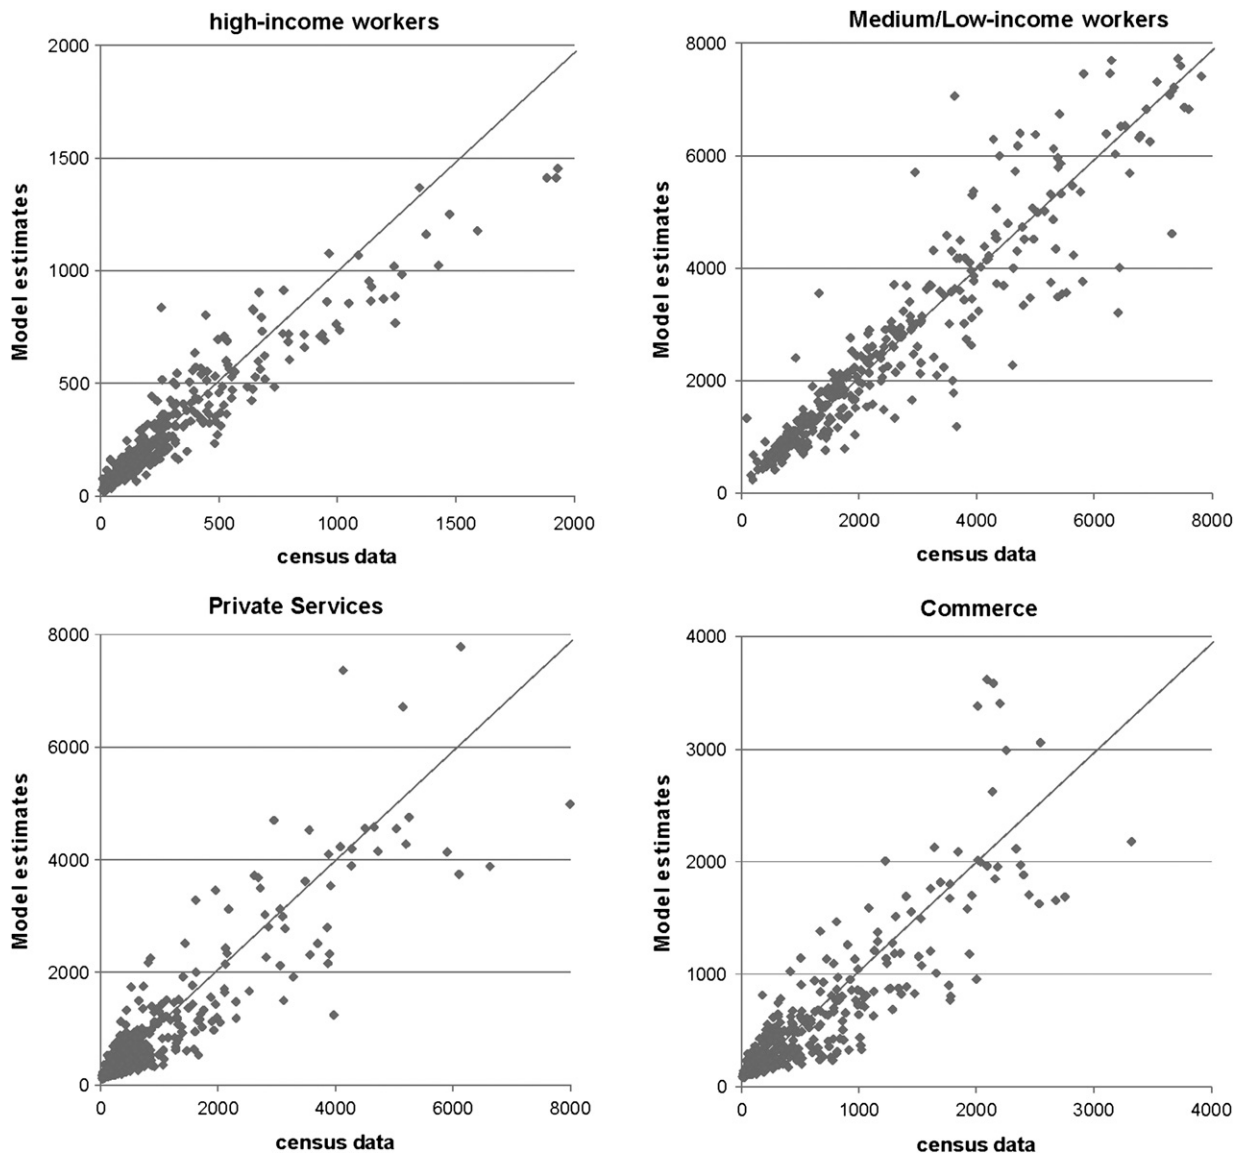 high-income workers
2000
1500
1000
500
0
0 500 1000 1500 2000
Model estimates
census data
Medium/Low-income workers
8000
6000
4000
2000
0
0 2000 4000 6000 8000
Model estimates
census data
Private Services
8000
6000
4000
2000
0
0 2000 4000 6000 8000
Model estimates
census data
Commerce
4000
3000
2000
1000
0
0 1000 2000 3000 4000
Model estimates
census data